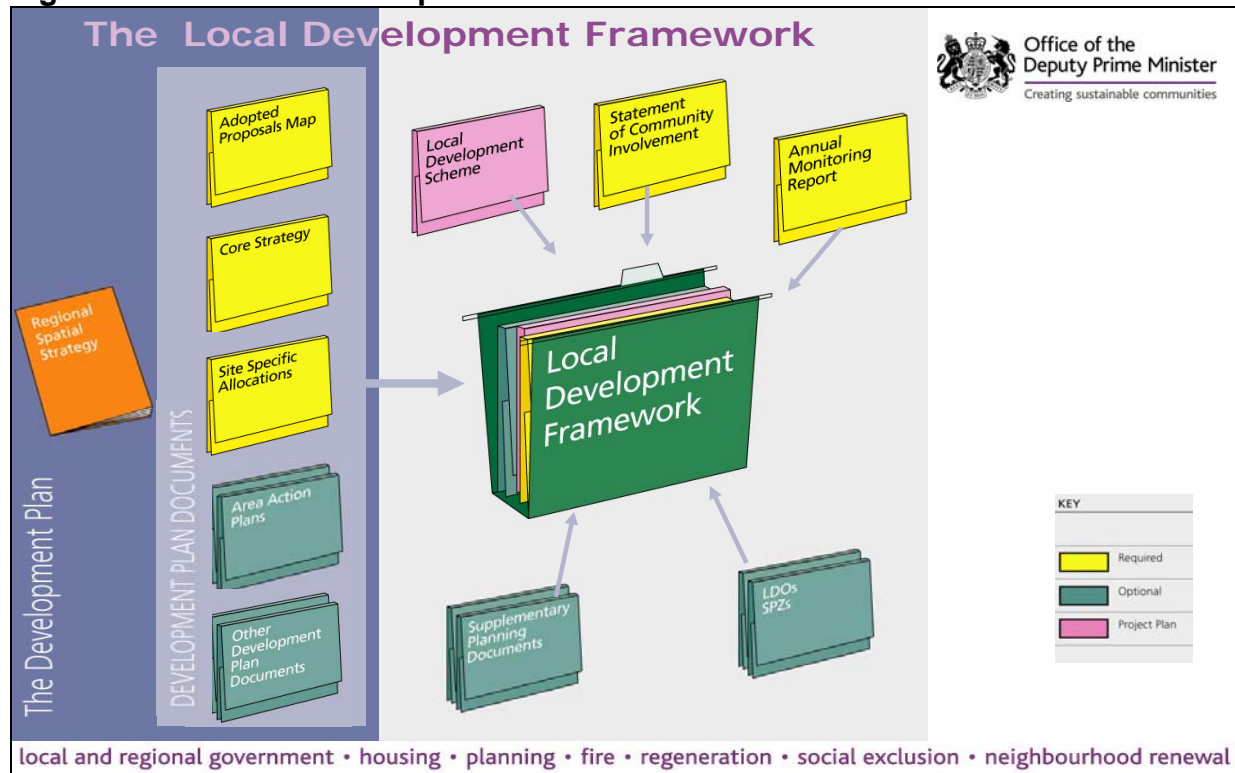 The Local Development Framework
Office of the
Deputy Prime Minister
Creating sustainable communities
Adopted
Proposals Map
Core Strategy
Site Specific
Allocations
Area Action
Plans
Other
Development
Plan
Documents
Regional
Spatial
Strategy
The Development Plan
DEVELOPMENT PLAN DOCUMENTS
Local
Development
Scheme
Statement
of Community
Involvement
Annual
Monitoring
Report
Local
Development
Framework
Supplementary
Planning
Documents
LDOs
SPZs
KEY
Required
Optional
Project Plan
local and regional government • housing • planning • fire • regeneration • social exclusion • neighbourhood renewal